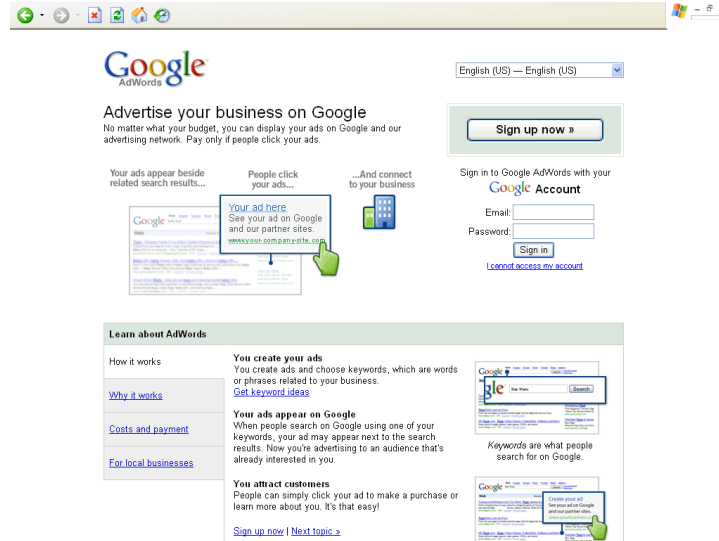 Google
AdWords
English (US) — English (US)
Advertise your business on Google
No matter what your budget, you can display your ads on Google and our
advertising network. Pay only if people click your ads.
Sign up now »
Your ads appear beside
related search results...
People click
your ads...
...And connect
to your business
Google
Your ad here
See your ad on Google
and our partner sites.
www.your-company-site.com
Sign in to Google AdWords with your
Google Account
Email:
Password:
Sign in
I cannot access my account
Learn about AdWords
How it works
Why it works
Costs and payment
For local businesses
You create your ads
You create ads and choose keywords, which are words
or phrases related to your business.
Get keyword ideas
Your ads appear on Google
When people search on Google using one of your
keywords, your ad may appear next to the search
results. Now you're advertising to an audience that's
already interested in you.
You attract customers
People can simply click your ad to make a purchase or
learn more about you. It's that easy!
Sign up now | Next topic »
Google
gle
Search
Keywords are what people
search for on Google.
Google
Create your ad
See your ad on Google
and our partner sites.